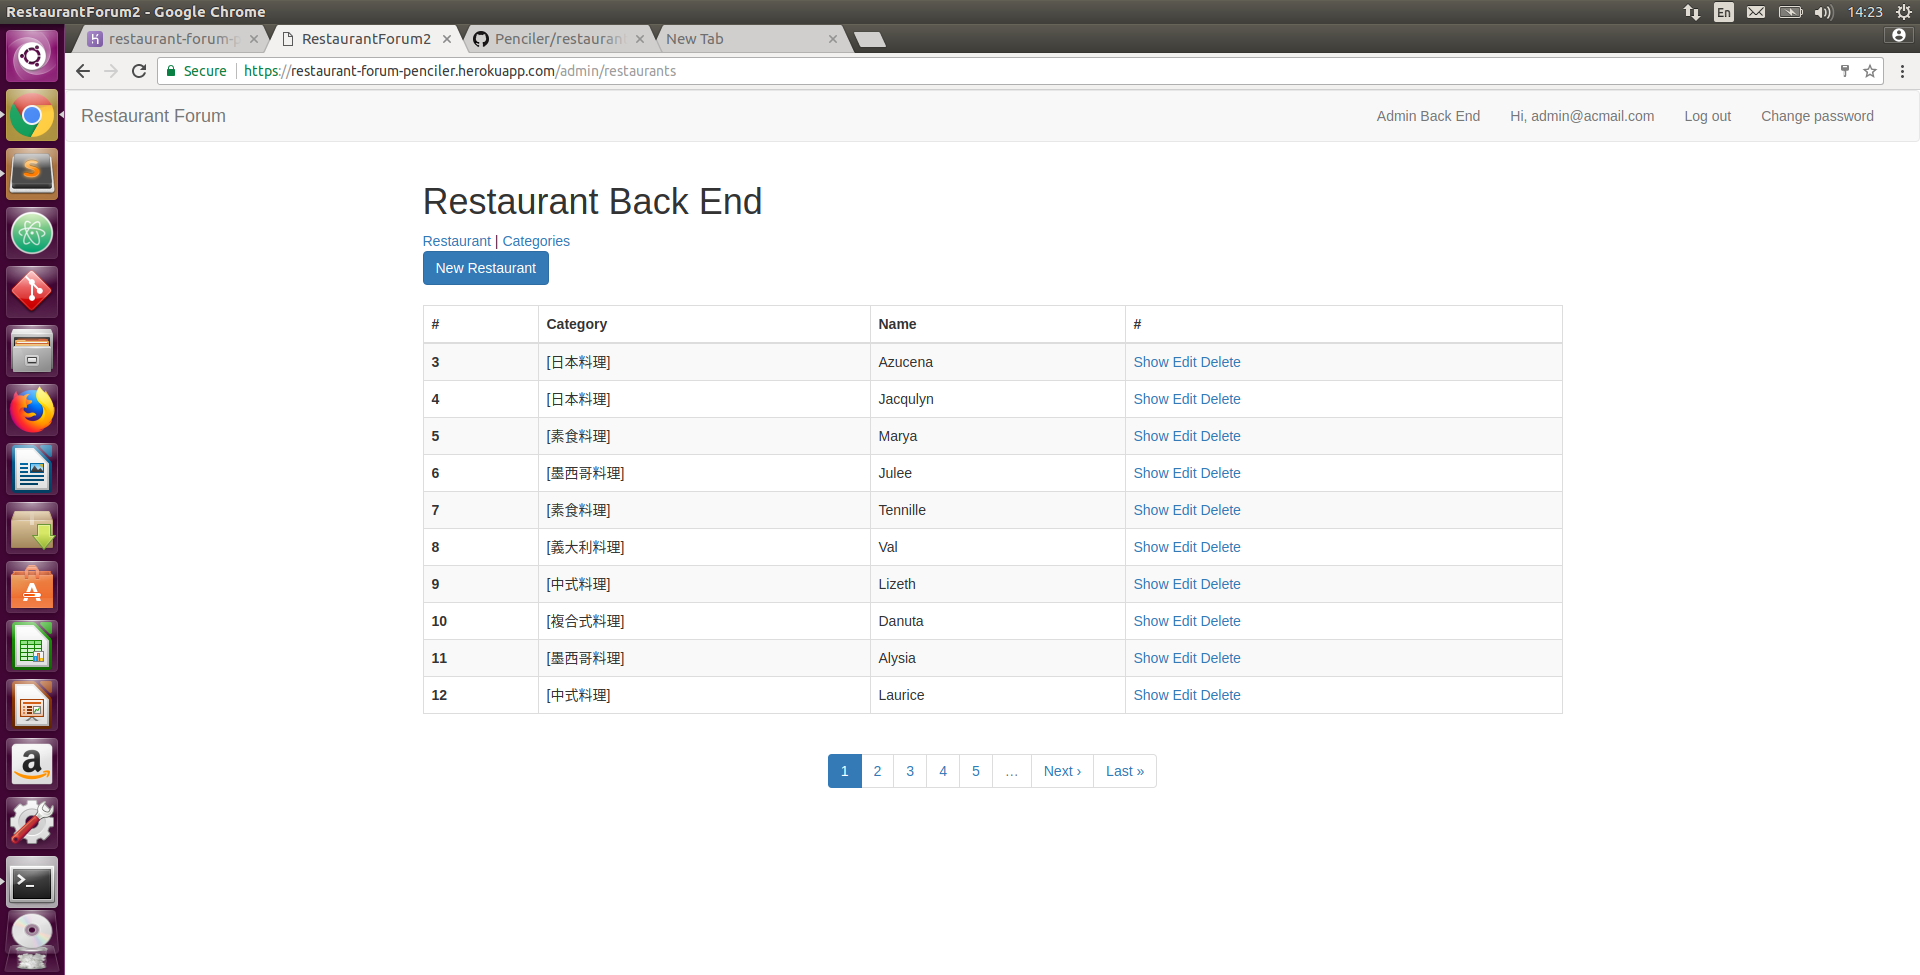 RestaurantForum2 - Google Chrome
En
14:23
restaurant-forum-p
RestaurantForum2
Penciler/restauran
New Tab
Secure
https://restaurant-forum-penciler.herokuapp.com/admin/restaurants
Restaurant Forum
Admin Back End
Hi, admin@acmail.com
Log out
Change password
Restaurant Back End
Restaurant | Categories
New Restaurant
# Category Name #
3 [日本料理] Azucena Show Edit Delete
4 [日本料理] Jacqulyn Show Edit Delete
5 [素食料理] Marya Show Edit Delete
6 [墨西哥料理] Julee Show Edit Delete
7 [素食料理] Tennille Show Edit Delete
8 [義大利料理] Val Show Edit Delete
9 [中式料理] Lizeth Show Edit Delete
10 [複合式料理] Danuta Show Edit Delete
11 [墨西哥料理] Alysia Show Edit Delete
12 [中式料理] Laurice Show Edit Delete
1 2 3 4 5 … Next › Last »